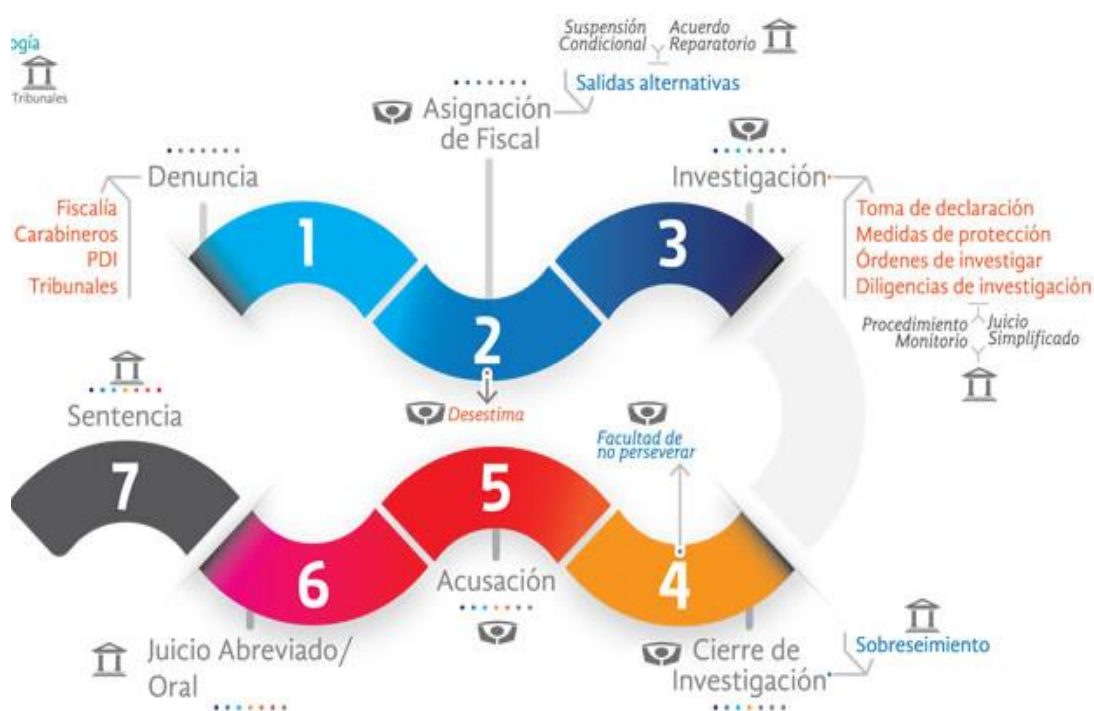 ogía
Tribunales
Suspensión
Condicional
Acuerdo
Reparatorio
Salidas alternativas
Asignación
de Fiscal
Denuncia
Fiscalía
Carabineros
PDI
Tribunales
Investigación
Toma de declaración
Medidas de protección
Órdenes de investigar
Diligencias de investigación
Procedimiento
Monitorio
Juicio
Simplificado
1
2
3
Desestima
Facultad de
no perseverar
Sentencia
7
6
5
4
Acusación
Juicio Abreviado/
Oral
Cierre de
Investigación
Sobreseimiento